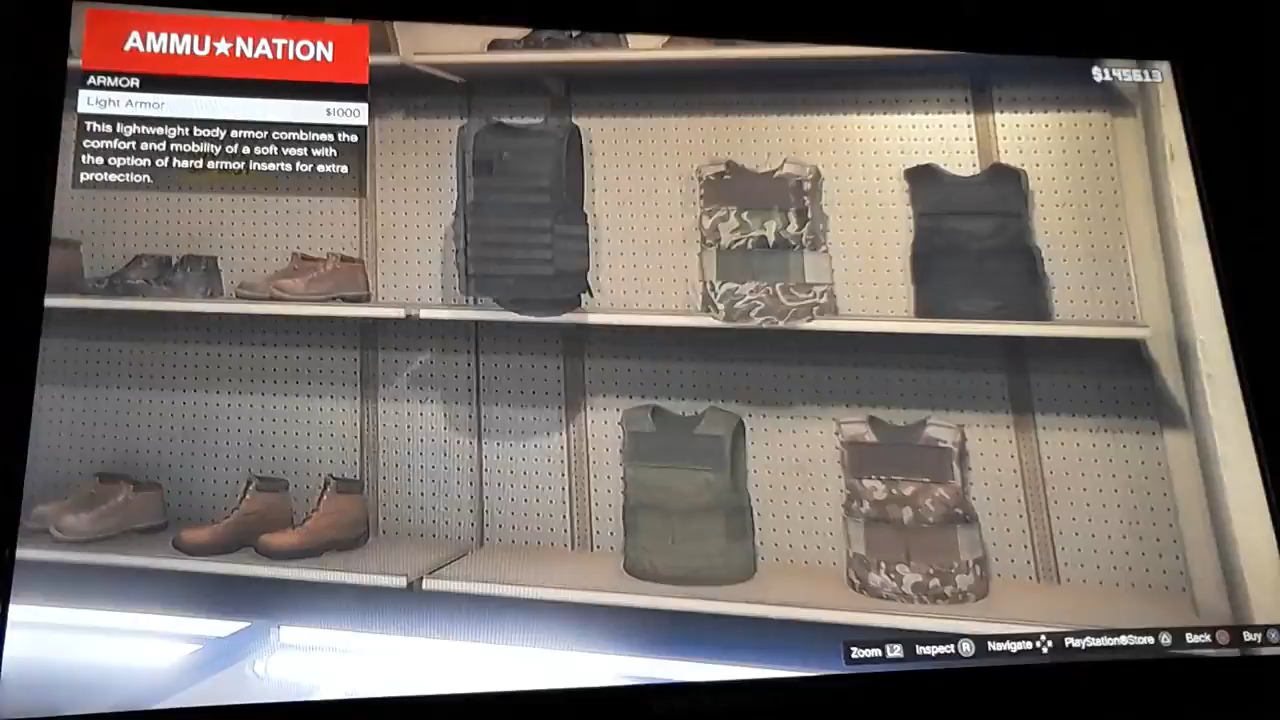 AMMU★NATION
$145613
ARMOR
Light Armor $1000
This lightweight body armor combines the
comfort and mobility of a soft vest with
the option of hard armor inserts for extra
protection.
Zoom L2 Inspect R Navigate PlayStation®Store Back Buy